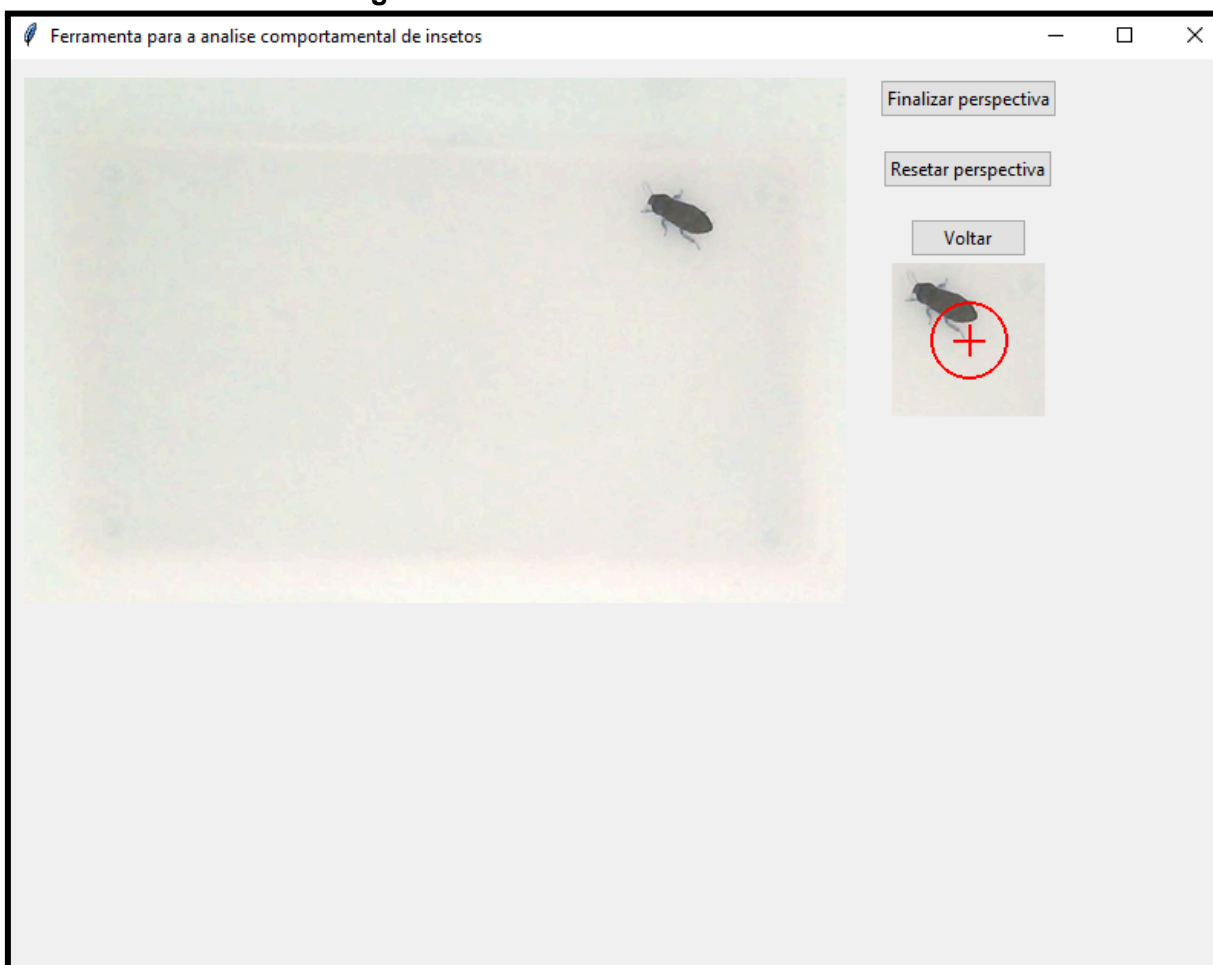 Ferramenta para a analise comportamental de insetos
Finalizar perspectiva
Resetar perspectiva
Voltar